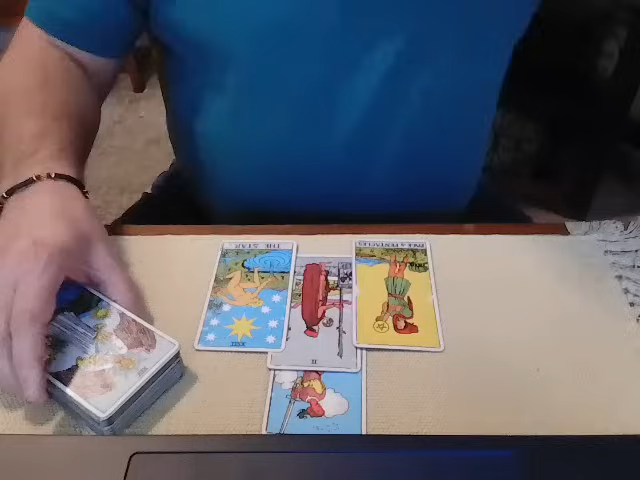 THE STAR
PAGE of PENTACLES
XVII
II